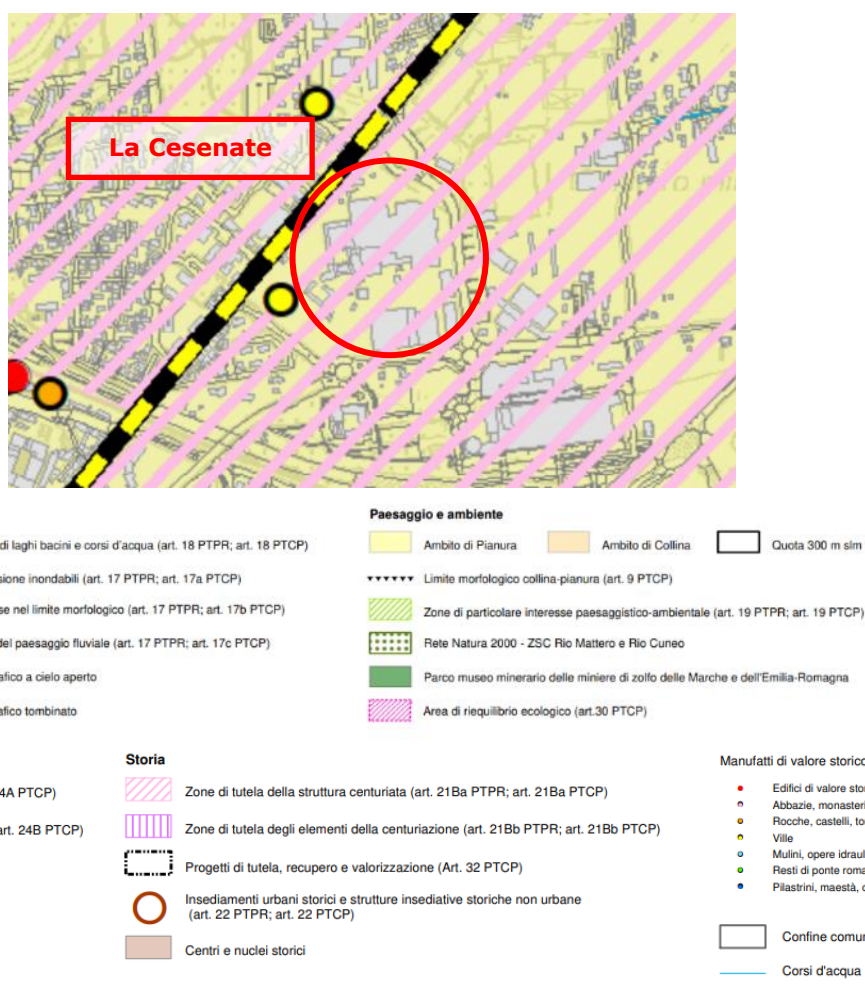 La Cesenate
Paesaggio e ambiente
di laghi bacini e corsi d'acqua (art. 18 PTPR; art. 18 PTCP)
Ambito di Pianura
Ambito di Collina
Quota 300 m slm
sione inondabili (art. 17 PTPR; art. 17a PTCP)
Limite morfologico collina-pianura (art. 9 PTCP)
se nel limite morfologico (art. 17 PTPR; art. 17b PTCP)
Zone di particolare interesse paesaggistico-ambientale (art. 19 PTPR; art. 19 PTCP)
del paesaggio fluviale (art. 17 PTPR; art. 17c PTCP)
Rete Natura 2000 - ZSC Rio Mattero e Rio Cuneo
afico a cielo aperto
Parco museo minerario delle miniere di zolfo delle Marche e dell'Emilia-Romagna
afico tombinato
Area di riequilibrio ecologico (art.30 PTCP)
4A PTCP)
art. 24B PTCP)
Storia
Zone di tutela della struttura centuriata (art. 21Ba PTPR; art. 21Ba PTCP)
Zone di tutela degli elementi della centuriazione (art. 21Bb PTPR; art. 21Bb PTCP)
Progetti di tutela, recupero e valorizzazione (Art. 32 PTCP)
Insediamenti urbani storici e strutture insediative storiche non urbane
(art. 22 PTPR; art. 22 PTCP)
Centri e nuclei storici
Manufatti di valore storico
Edifici di valore stor
Abbazie, monasteri
Rocche, castelli, to
Ville
Mulini, opere idraul
Resti di ponte roma
Pilastrini, maestà, c
Confine comun
Corsi d'acqua